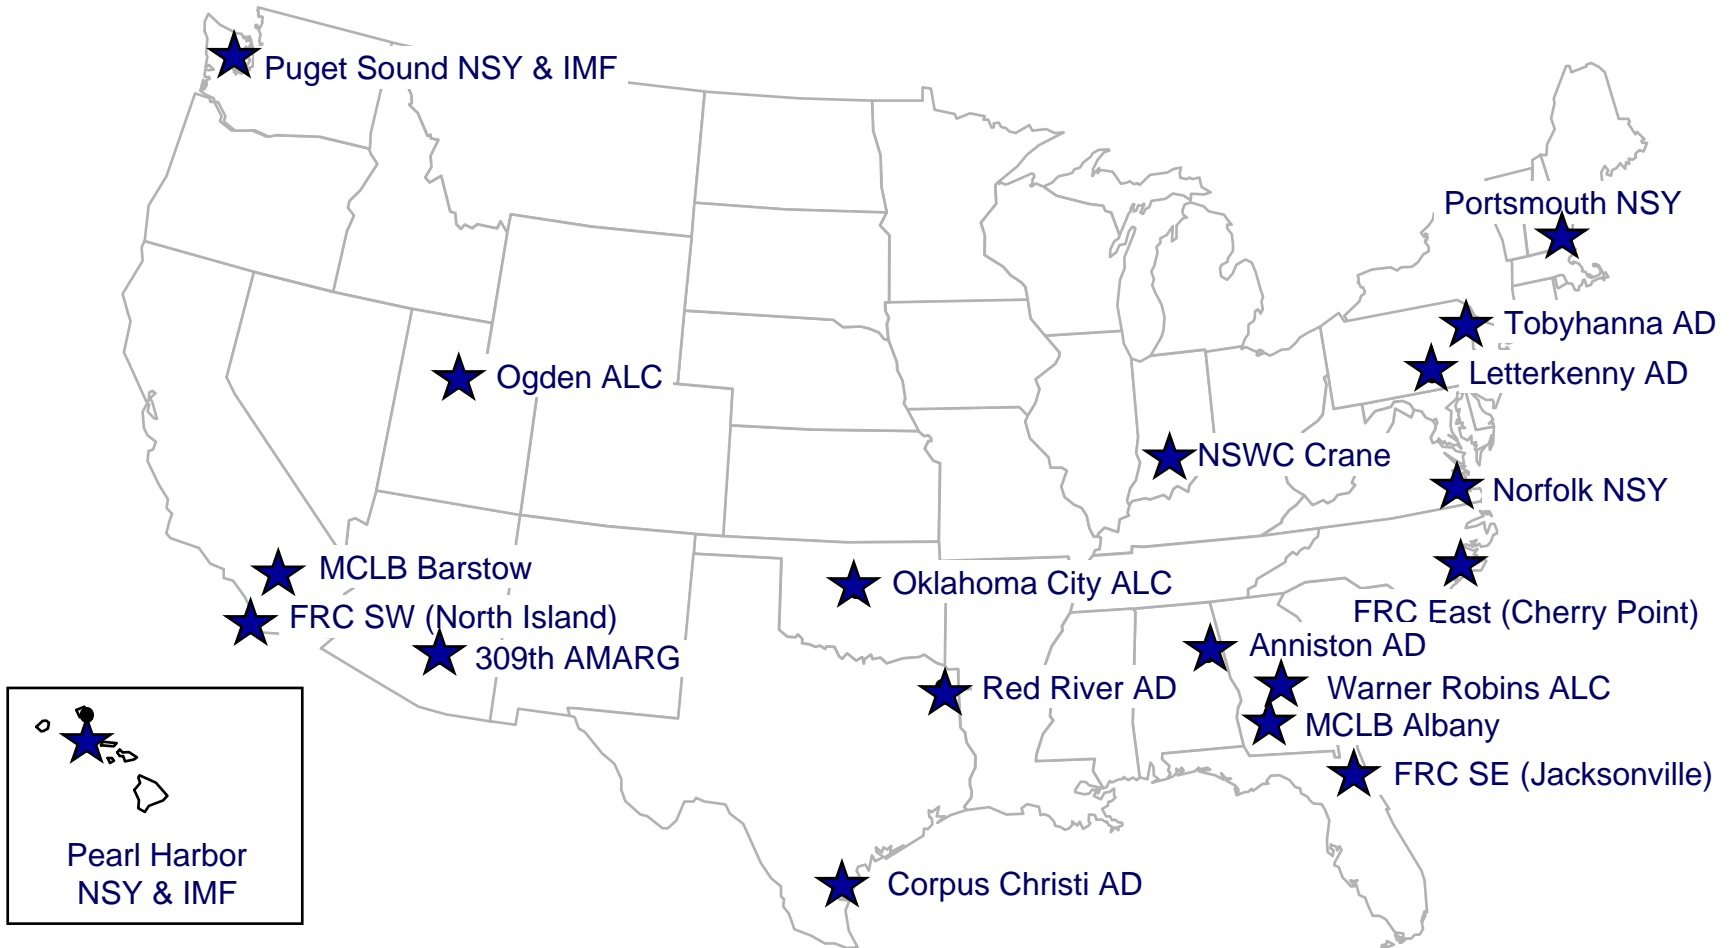 Puget Sound NSY & IMF
Portsmouth NSY
Tobyhanna AD
Letterkenny AD
Ogden ALC
NSWC Crane
Norfolk NSY
MCLB Barstow
Oklahoma City ALC
FRC SW (North Island)
FRC East (Cherry Point)
Anniston AD
309th AMARG
Red River AD
Warner Robins ALC
MCLB Albany
FRC SE (Jacksonville)
Pearl Harbor
NSY & IMF
Corpus Christi AD